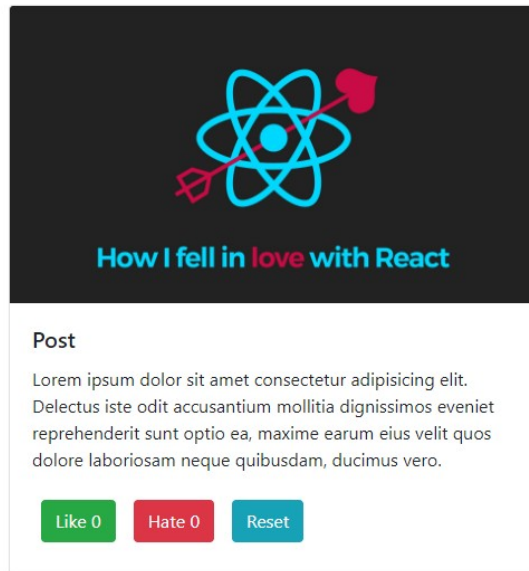 How I fell in love with React
Post
Lorem ipsum dolor sit amet consectetur adipisicing elit.
Delectus iste odit accusantium mollitia dignissimos eveniet
reprehenderit sunt optio ea, maxime earum eius velit quos
dolore laboriosam neque quibusdam, ducimus vero.
Like 0 Hate 0 Reset